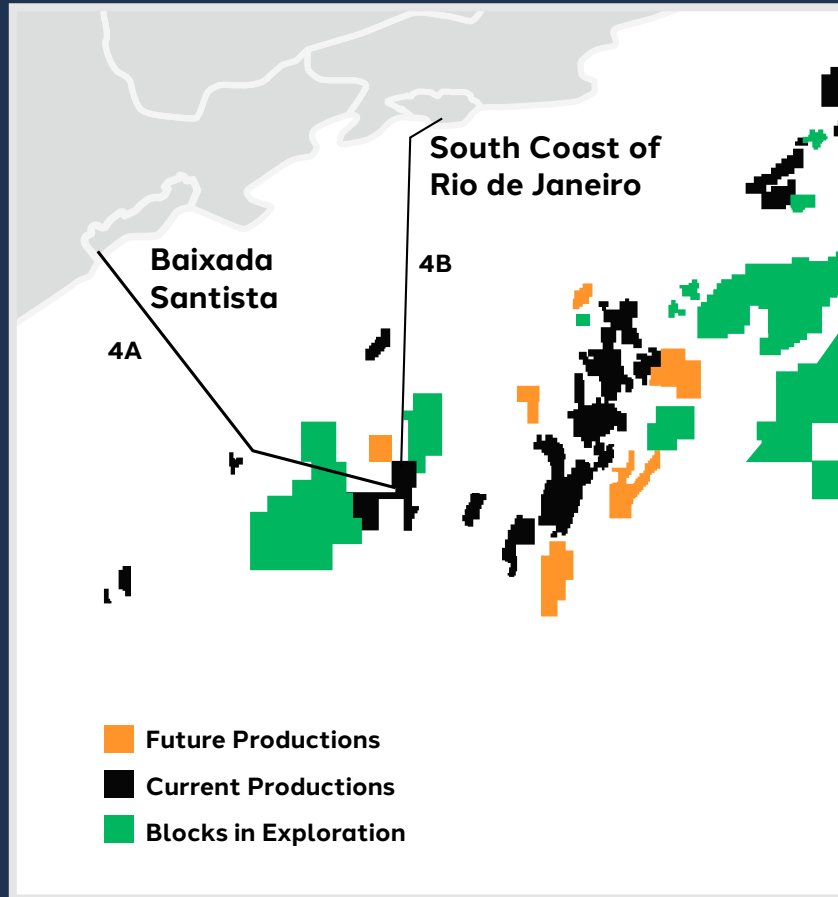 South Coast of
Rio de Janeiro
Baixada
Santista
4B
4A
Future Productions
Current Productions
Blocks in Exploration